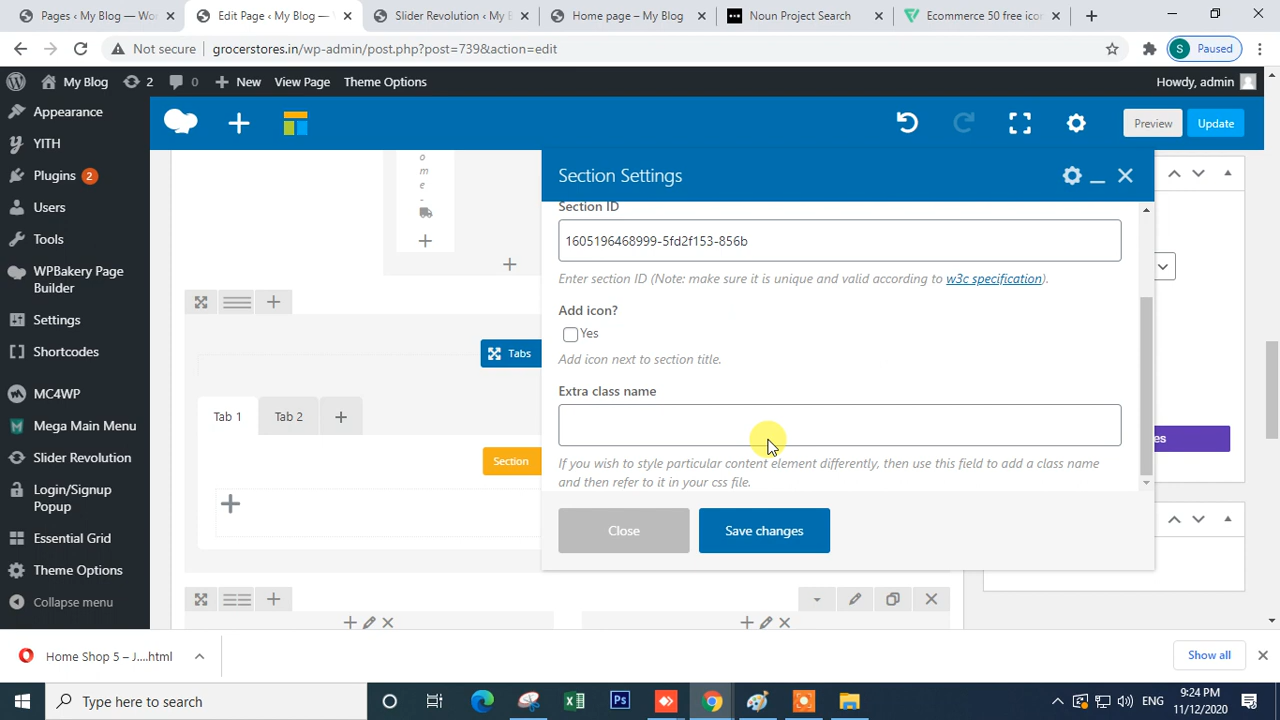 Pages ‹ My Blog — Wor
Edit Page ‹ My Blog — W
Slider Revolution ‹ My B
Home page – My Blog
Noun Project Search
Ecommerce 50 free icon
Not secure
grocerstores.in/wp-admin/post.php?post=739&action=edit
S
Paused
My Blog
2
0
New
View Page
Theme Options
Howdy, admin
Appearance
YITH
Plugins 2
Users
Tools
WPBakery Page
Builder
Settings
Shortcodes
MC4WP
Mega Main Menu
Slider Revolution
Login/Signup
Popup
Essential Grid
Theme Options
Collapse menu
Preview
Update
o
m
e
-
Tabs
Tab 1
Tab 2
Section
Section Settings
Section ID
1605196468999-5fd2f153-856b
Enter section ID (Note: make sure it is unique and valid according to w3c specification).
Add icon?
Yes
Add icon next to section title.
Extra class name
If you wish to style particular content element differently, then use this field to add a class name
and then refer to it in your css file.
Close
Save changes
es
Home Shop 5 – J....html
Show all
Type here to search
Ps
ENG
9:24 PM
11/12/2020